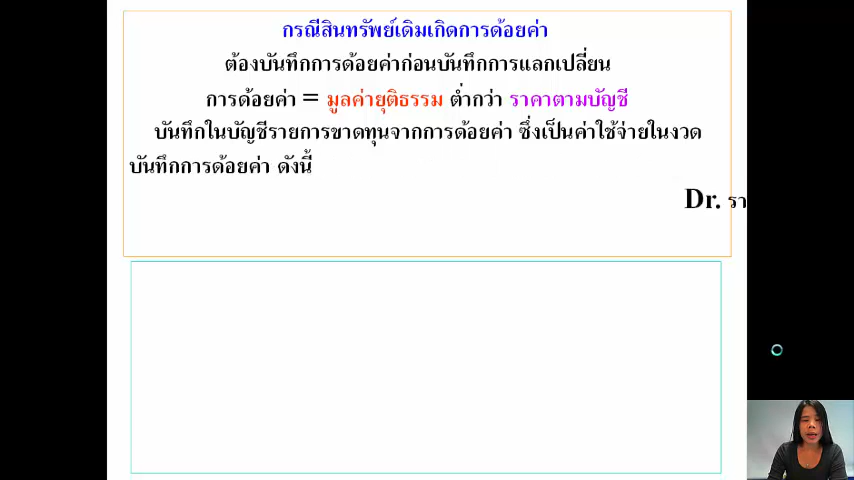 กรณีสินทรัพย์เดิมเกิดการด้อยค่า
ต้องบันทึกการด้อยค่าก่อนบันทึกการแลกเปลี่ยน
การด้อยค่า = มูลค่ายุติธรรม ต่ำกว่า ราคาตามบัญชี
บันทึกในบัญชีรายการขาดทุนจากการด้อยค่า ซึ่งเป็นค่าใช้จ่ายในงวด
บันทึกการด้อยค่า ดังนี้
Dr. รา